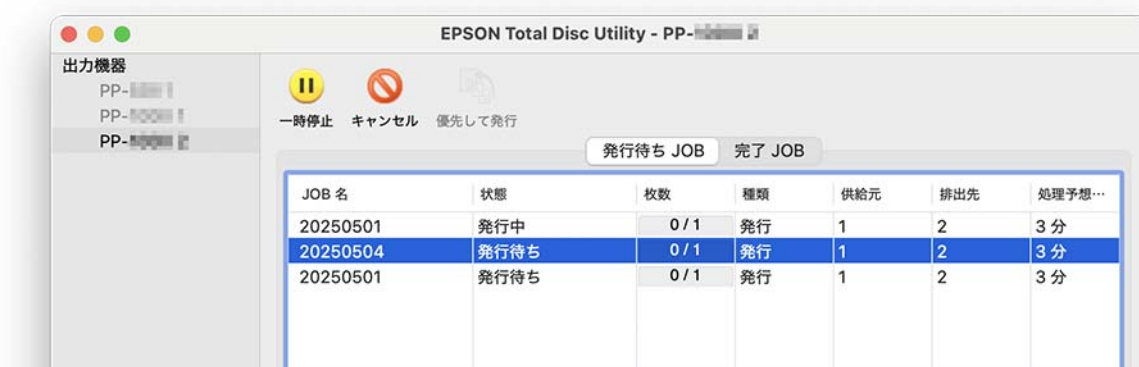 EPSON Total Disc Utility - PP-
出力機器
PP-
PP-
PP-
一時停止 キャンセル 優先して発行
発行待ち JOB 完了 JOB
JOB 名 状態 枚数 種類 供給元 排出先 処理予想…
20250501 発行中 0 / 1 発行 1 2 3 分
20250504 発行待ち 0 / 1 発行 1 2 3 分
20250501 発行待ち 0 / 1 発行 1 2 3 分